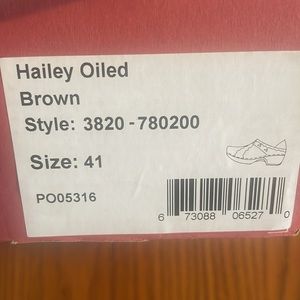 Hailey Oiled
Brown
Style: 3820-780200
Size: 41
PO05316
6 73088 06527 0